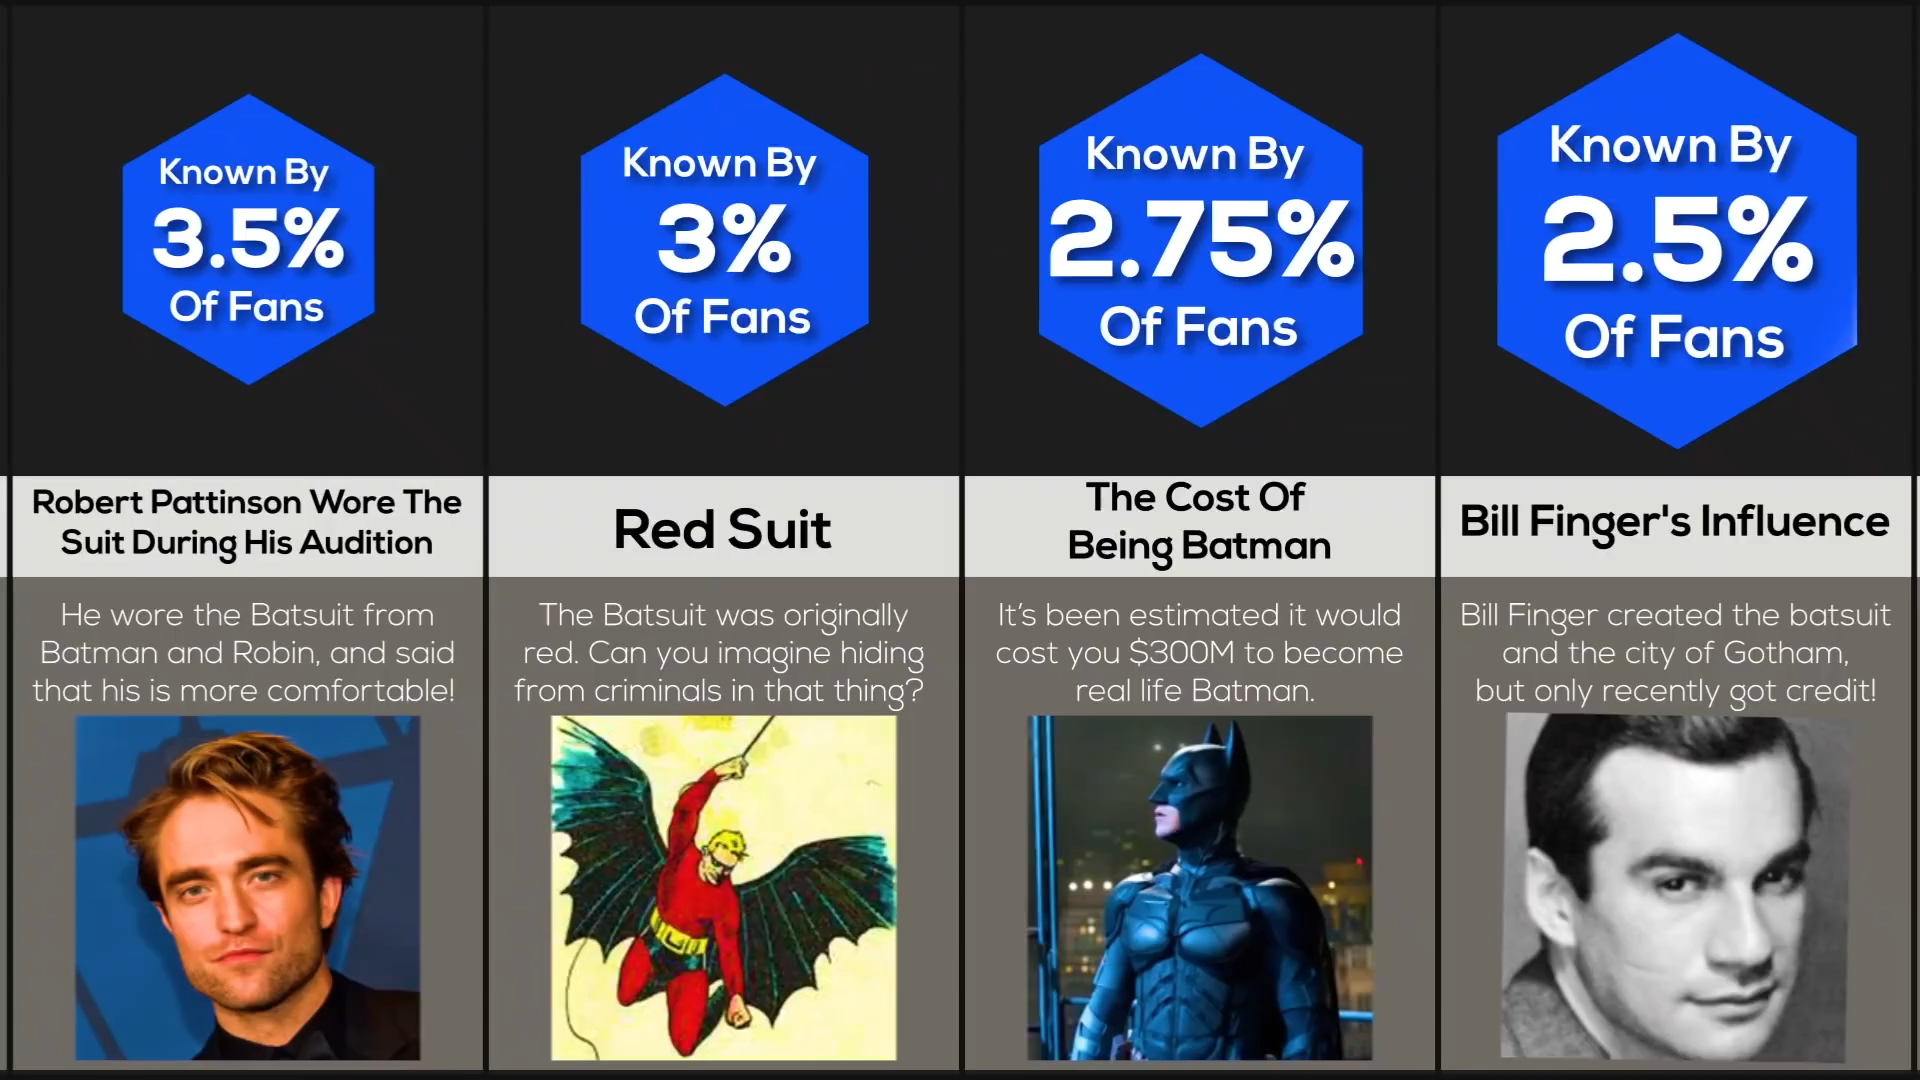 Known By
3.5%
Of Fans
Robert Pattinson Wore The
Suit During His Audition
He wore the Batsuit from
Batman and Robin, and said
that his is more comfortable!
Known By
3%
Of Fans
Red Suit
The Batsuit was originally
red. Can you imagine hiding
from criminals in that thing?
Known By
2.75%
Of Fans
The Cost Of
Being Batman
It's been estimated it would
cost you $300M to become
real life Batman.
Known By
2.5%
Of Fans
Bill Finger's Influence
Bill Finger created the batsuit
and the city of Gotham,
but only recently got credit!